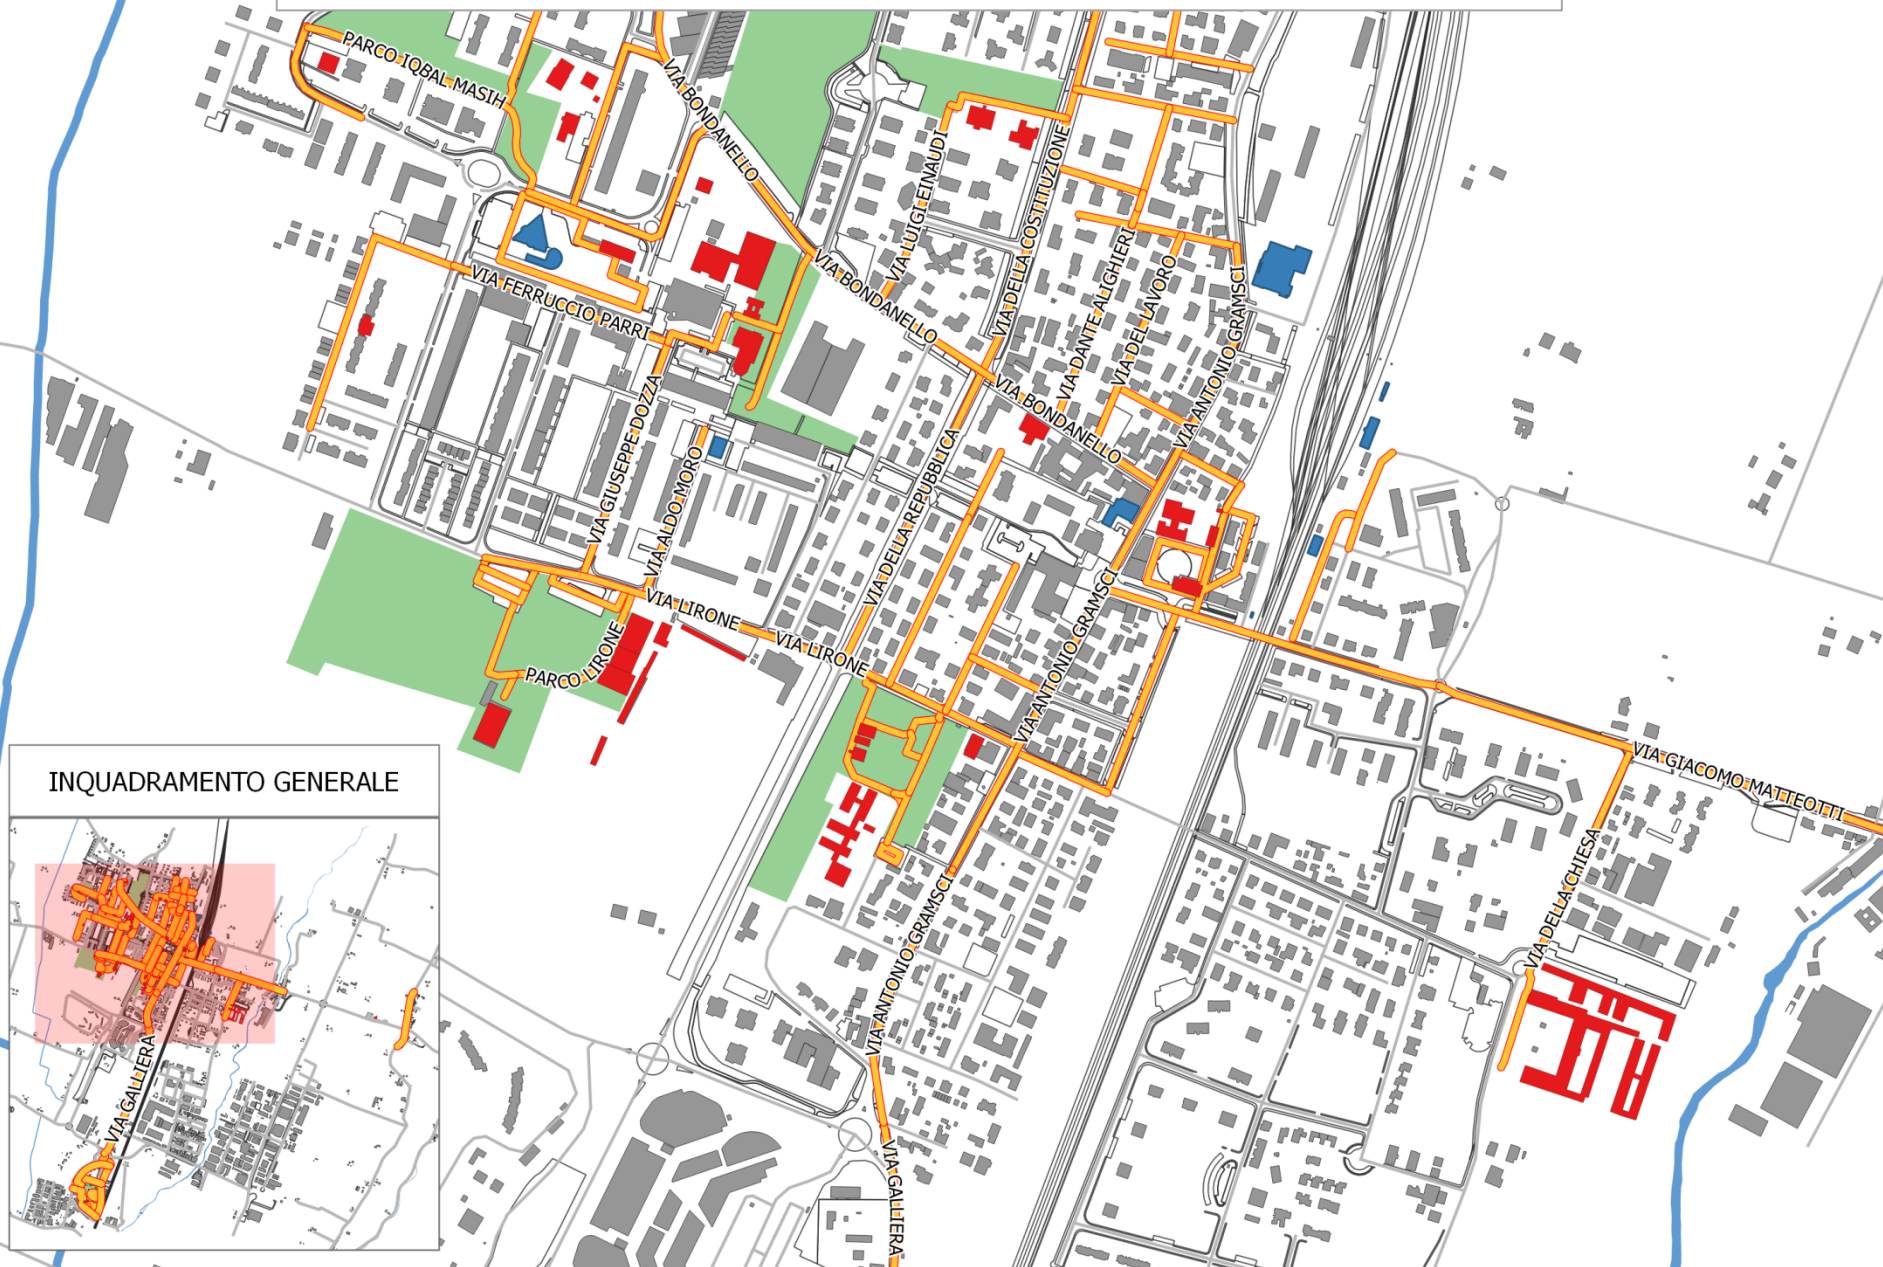 PARCO IQBAL MASIH
VIA BONDANELLO
VIA LUIGI EINAUDI
VIA DELLA COSTITUZIONE
VIA BONDANELLO
VIA FERRUCCIO PARRI
VIA DANTE ALIGHIERI
VIA DEL LAVORO
VIA ANTONIO GRAMSCI
VIA BONDANELLO
VIA GIUSEPPE DOZZA
VIA ALDO MORO
VIA DELLA REPUBBLICA
VIA LIRONE
VIA LIRONE
PARCO LIRONE
VIA ANTONIO GRAMSCI
VIA GIACOMO MATTEOTTI
VIA DELLA CHIESA
VIA ANTONIO GRAMSCI
VIA GALLIERA
INQUADRAMENTO GENERALE
VIA GALLIERA